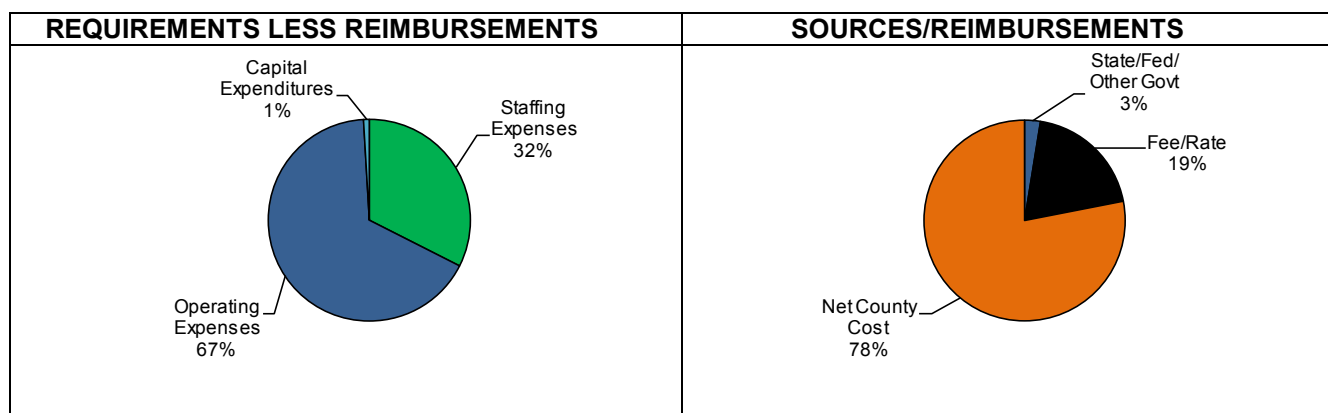 REQUIREMENTS LESS REIMBURSEMENTS
Capital
Expenditures
1%
Staffing
Expenses
32%
Operating
Expenses
67%
SOURCES/REIMBURSEMENTS
State/Fed/
Other Govt
3%
Fee/Rate
19%
Net County
Cost
78%